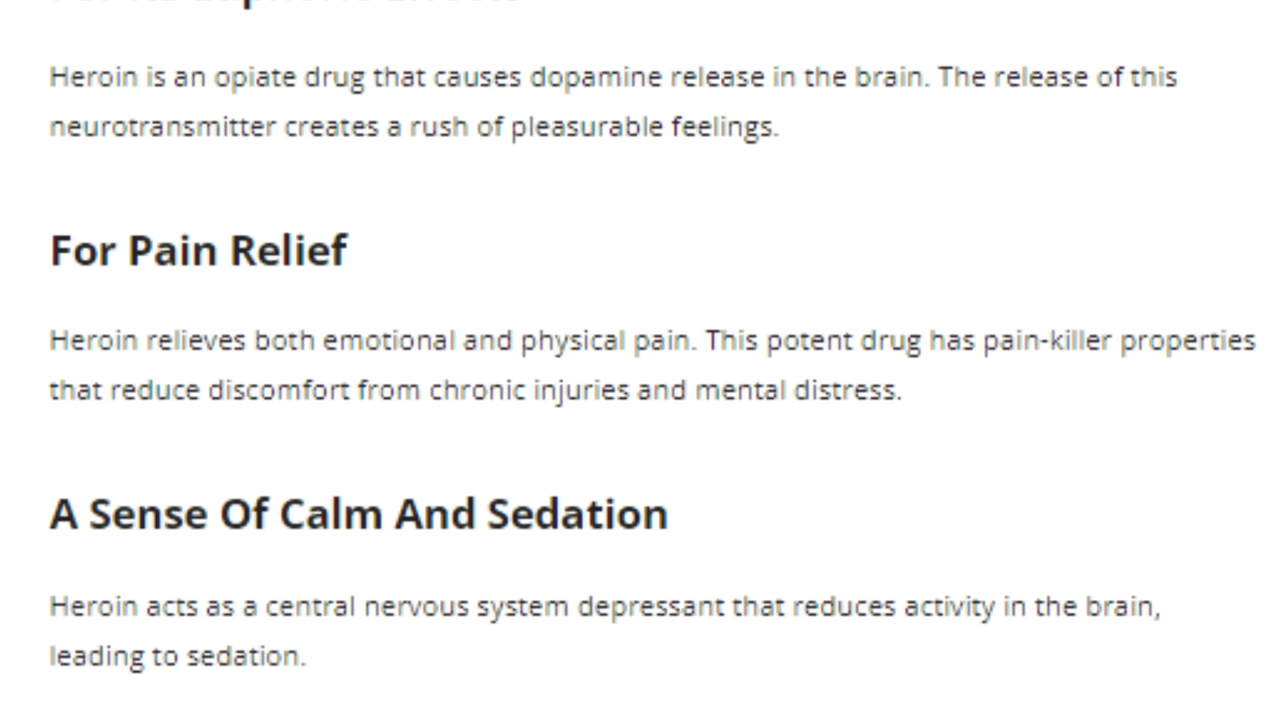 Heroin is an opiate drug that causes dopamine release in the brain. The release of this
neurotransmitter creates a rush of pleasurable feelings.
For Pain Relief
Heroin relieves both emotional and physical pain. This potent drug has pain-killer properties
that reduce discomfort from chronic injuries and mental distress.
A Sense Of Calm And Sedation
Heroin acts as a central nervous system depressant that reduces activity in the brain,
leading to sedation.